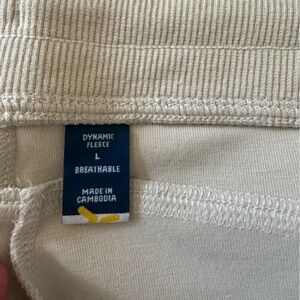 DYNAMIC
FLEECE
L
BREATHABLE
MADE IN
CAMBODIA